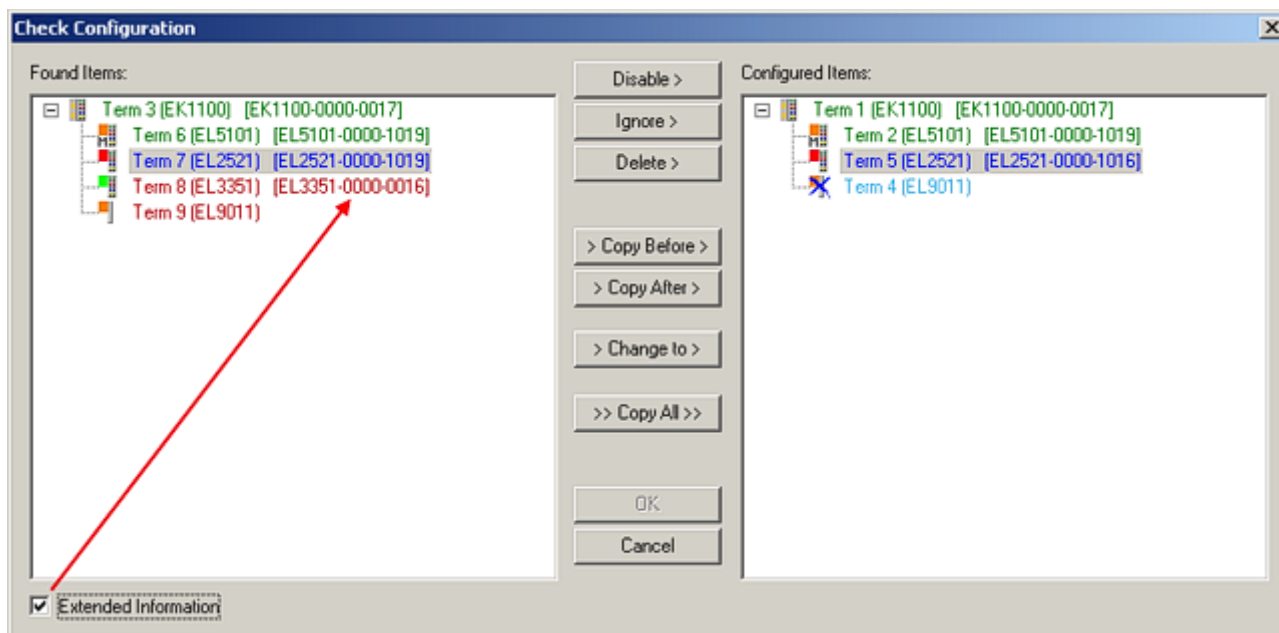 Check Configuration
Found Items:
Term 3 (EK1100) [EK1100-0000-0017]
Term 6 (EL5101) [EL5101-0000-1019]
Term 7 (EL2521) [EL2521-0000-1019]
Term 8 (EL3351) [EL3351-0000-0016]
Term 9 (EL9011)
Extended Information
Disable >
Ignore >
Delete >
> Copy Before >
> Copy After >
> Change to >
>> Copy All >>
OK
Cancel
Configured Items:
Term 1 (EK1100) [EK1100-0000-0017]
Term 2 (EL5101) [EL5101-0000-1019]
Term 5 (EL2521) [EL2521-0000-1016]
Term 4 (EL9011)